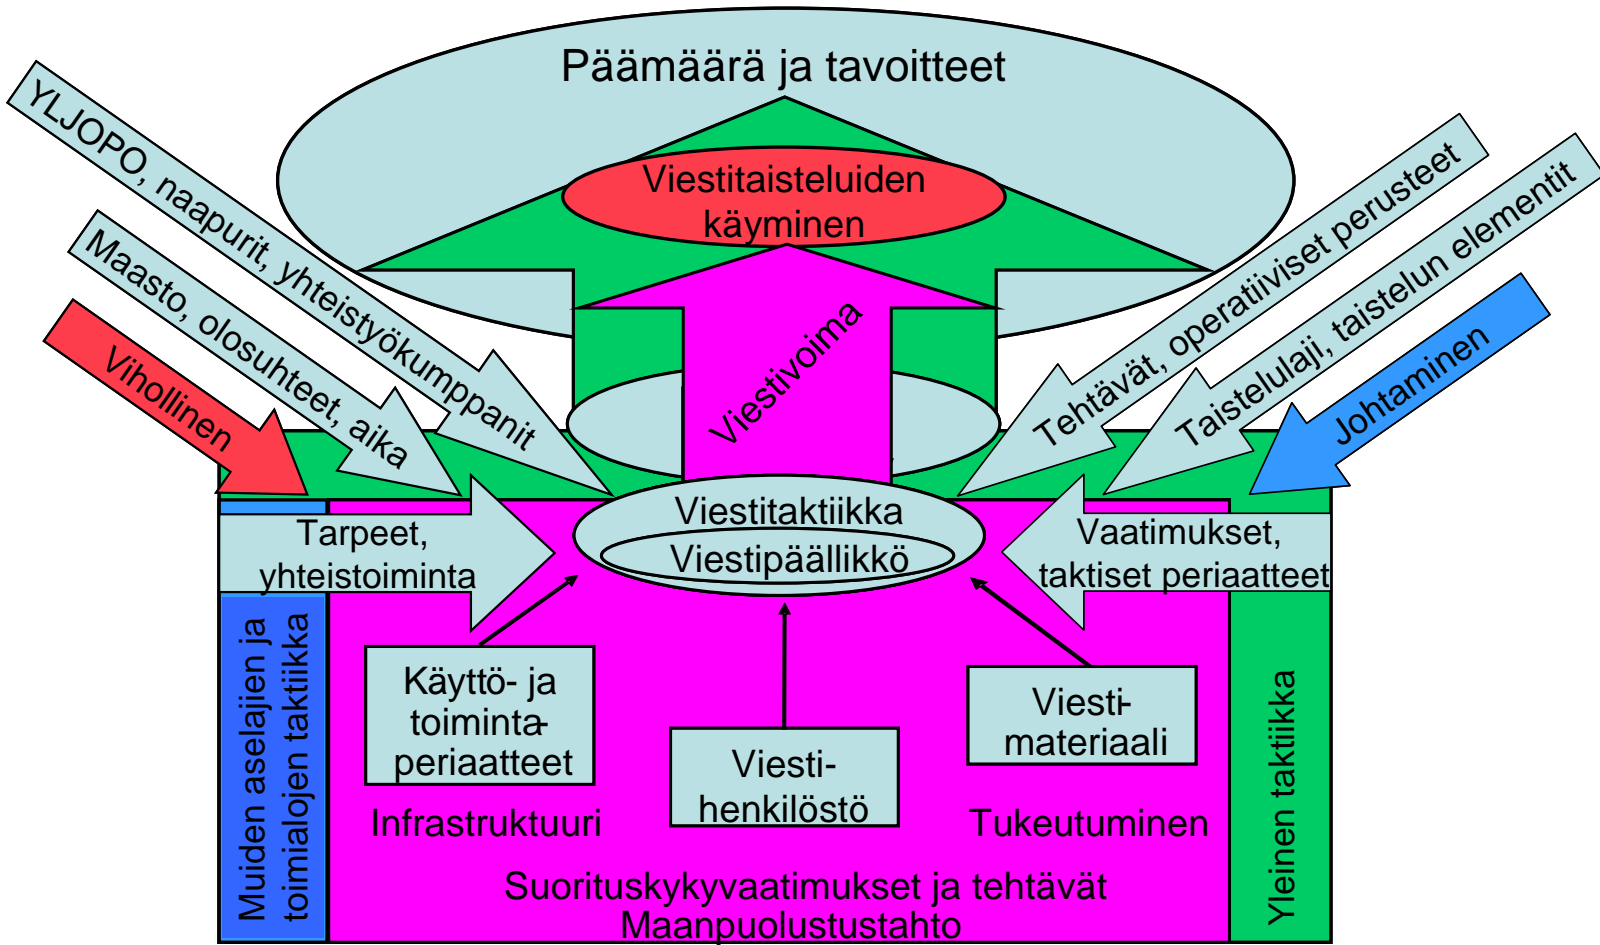 Päämäärä ja tavoitteet
Viestitaisteluiden
käyminen
YLJOPO, naapurit, yhteistyökumppanit
Maasto, olosuhteet, aika
Vihollinen
Viestivoima
Tehtävät, operatiiviset perusteet
Taistelulaji, taistelun elementit
Johtaminen
Tarpeet,
yhteistoiminta
Viestitaktiikka
Viestipäällikkö
Vaatimukset,
taktiset periaatteet
Muiden aselajien ja
toimialojen taktiikka
Käyttö- ja
toiminta-
periaatteet
Viesti-
henkilöstö
Viesti-
materiaali
Yleinen taktiikka
Infrastruktuuri
Tukeutuminen
Suorituskykyvaatimukset ja tehtävät
Maanpuolustustahto